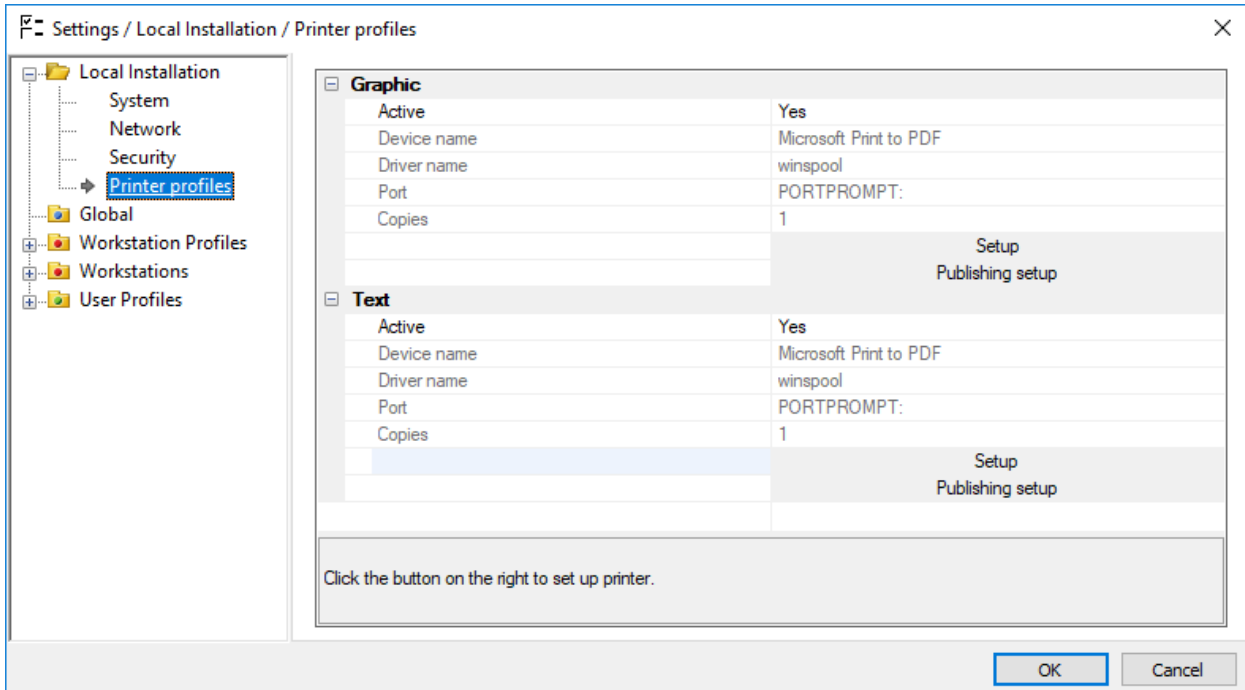 Settings / Local Installation / Printer profiles
Local Installation
System
Network
Security
Printer profiles
Global
Workstation Profiles
Workstations
User Profiles
Graphic
Active Yes
Device name Microsoft Print to PDF
Driver name winspool
Port PORTPROMPT:
Copies 1
Setup
Publishing setup
Text
Active Yes
Device name Microsoft Print to PDF
Driver name winspool
Port PORTPROMPT:
Copies 1
Setup
Publishing setup
Click the button on the right to set up printer.
OK Cancel